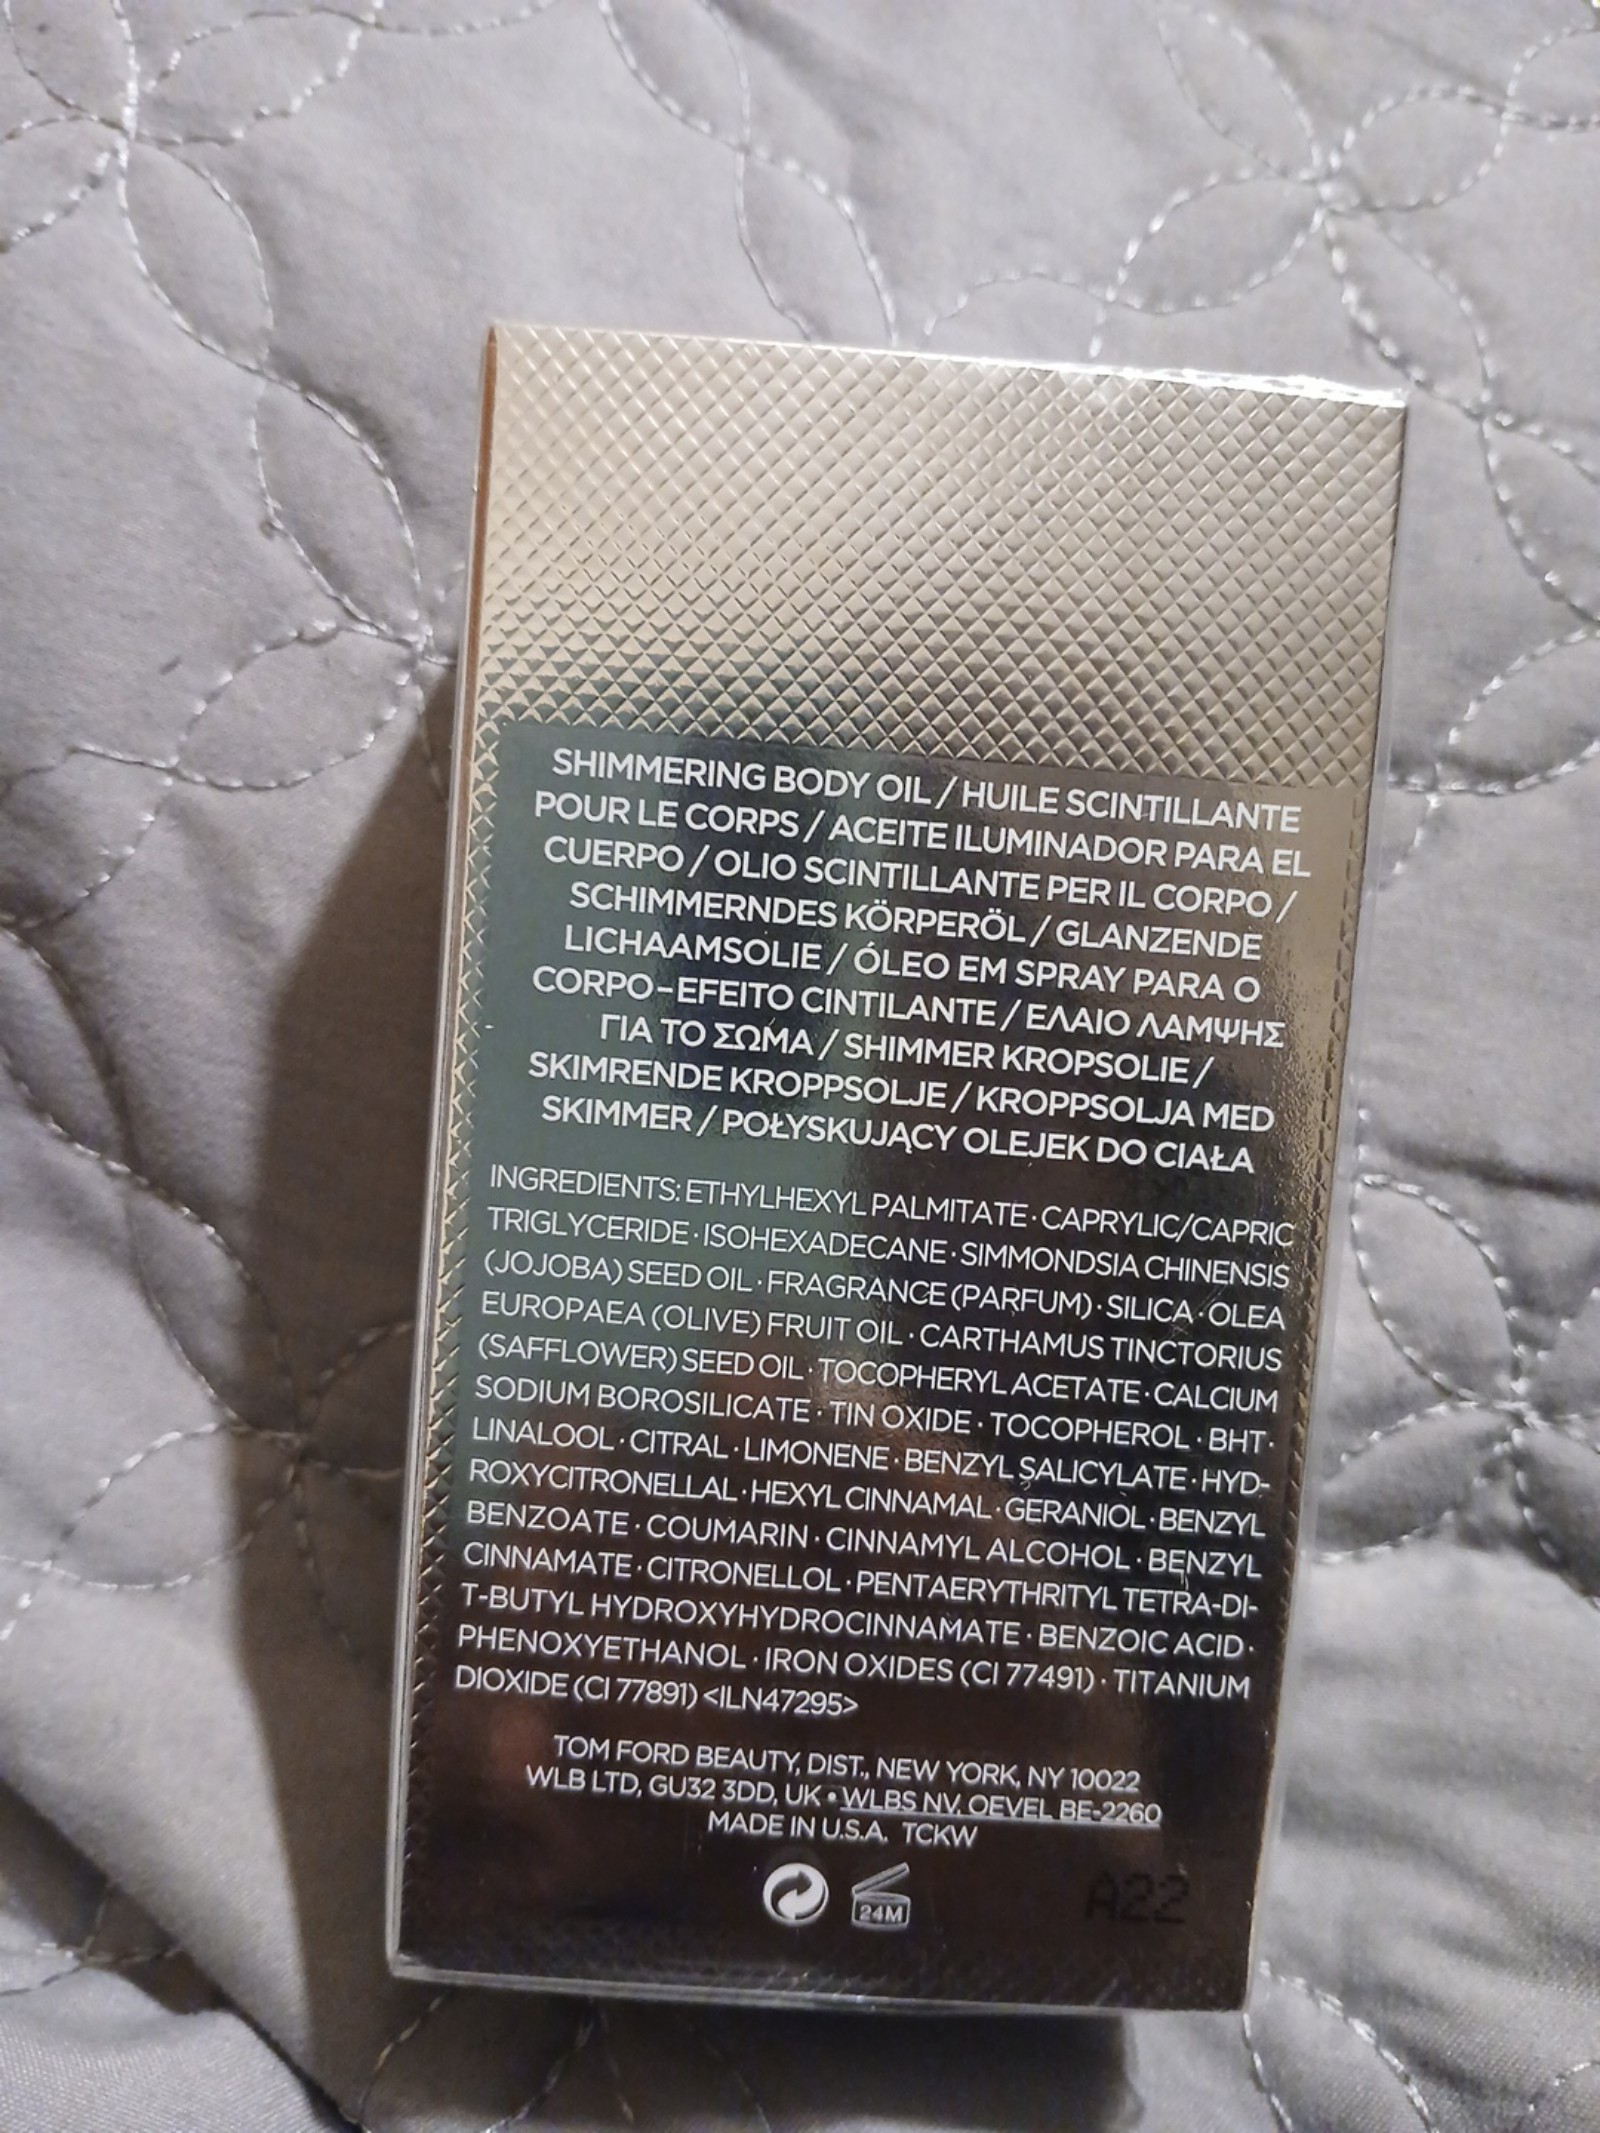 SHIMMERING BODY OIL / HUILE SCINTILLANTE
POUR LE CORPS / ACEITE ILUMINADOR PARA EL
CUERPO / OLIO SCINTILLANTE PER IL CORPO /
SCHIMMERNDES KÖRPERÖL / GLANZENDE
LICHAAMSOLIE / ÓLEO EM SPRAY PARA O
CORPO-EFEITO CINTILANTE / ΕΛΑΙΟ ΛΑΜΨΗΣ
ΓΙΑ ΤΟ ΣΩΜΑ / SHIMMER KROPSOLIE /
SKIMRENDE KROPPSOLJE / KROPPSOLJA MED
SKIMMER / POŁYSKUJĄCY OLEJEK DO CIAŁA
INGREDIENTS: ETHYLHEXYL PALMITATE · CAPRYLIC/CAPRIC
TRIGLYCERIDE · ISOHEXADECANE · SIMMONDSIA CHINENSIS
(JOJOBA) SEED OIL · FRAGRANCE (PARFUM) · SILICA · OLEA
EUROPAEA (OLIVE) FRUIT OIL · CARTHAMUS TINCTORIUS
(SAFFLOWER) SEED OIL · TOCOPHERYL ACETATE · CALCIUM
SODIUM BOROSILICATE · TIN OXIDE · TOCOPHEROL · BHT ·
LINALOOL · CITRAL · LIMONENE · BENZYL SALICYLATE · HYD-
ROXYCITRONELLAL · HEXYL CINNAMAL · GERANIOL · BENZYL
BENZOATE · COUMARIN · CINNAMYL ALCOHOL · BENZYL
CINNAMATE · CITRONELLOL · PENTAERYTHRITYL TETRA-DI-
T-BUTYL HYDROXYHYDROCINNAMATE · BENZOIC ACID ·
PHENOXYETHANOL · IRON OXIDES (CI 77491) · TITANIUM
DIOXIDE (CI 77891) <ILN47295>
TOM FORD BEAUTY, DIST., NEW YORK, NY 10022
WLB LTD, GU32 3DD, UK • WLBS NV, OEVEL BE-2260
MADE IN U.S.A. TCKW
24M
A22